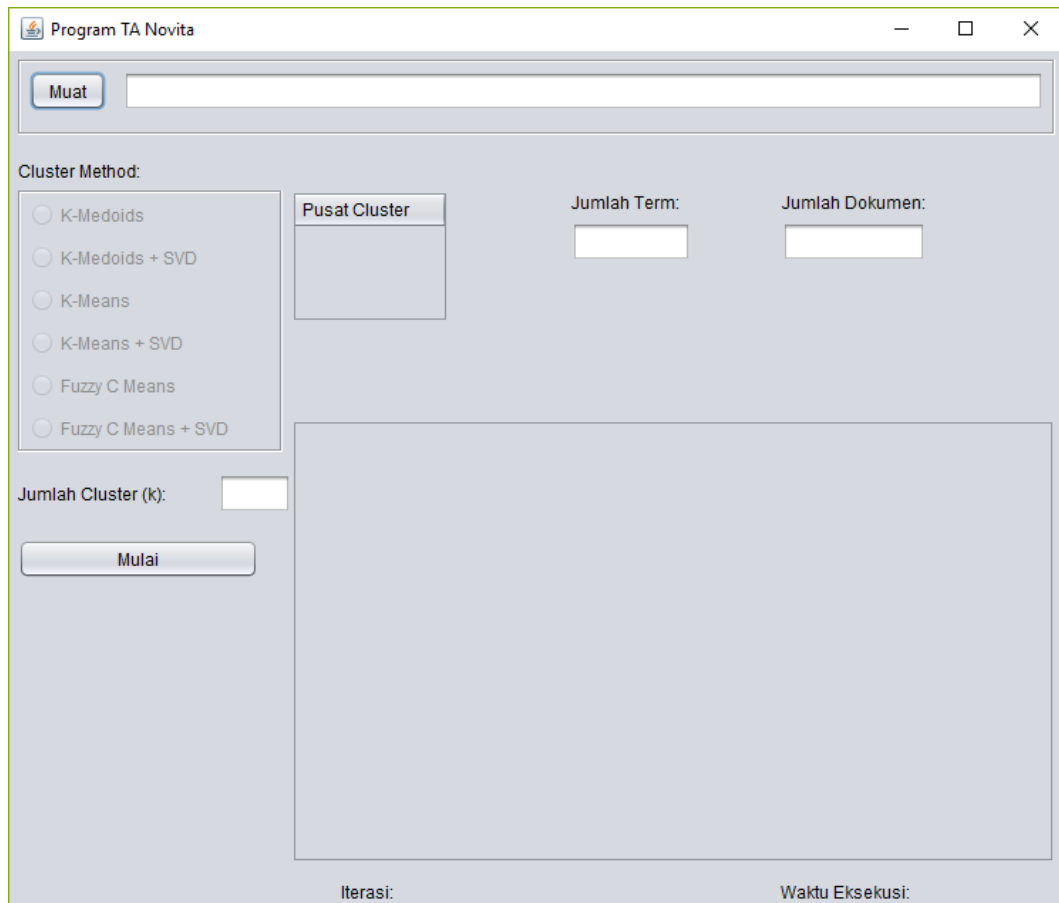 Program TA Novita
Muat
Cluster Method:
K-Medoids
K-Medoids + SVD
K-Means
K-Means + SVD
Fuzzy C Means
Fuzzy C Means + SVD
Pusat Cluster
Jumlah Term:
Jumlah Dokumen:
Jumlah Cluster (k):
Mulai
Iterasi:
Waktu Eksekusi: